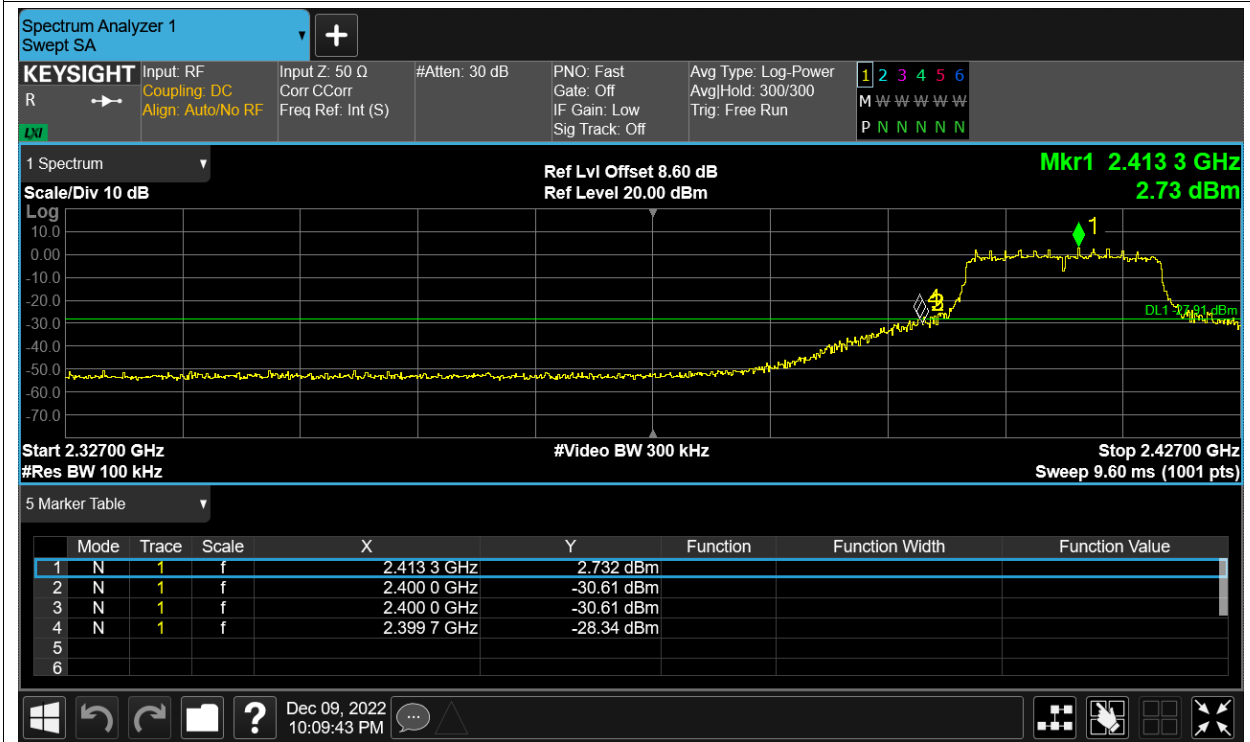 Spectrum Analyzer 1
Swept SA
+
KEYSIGHT
R
LXI
Input: RF
Coupling: DC
Align: Auto/No RF
Input Z: 50 Ω
Corr CCorr
Freq Ref: Int (S)
#Atten: 30 dB
PNO: Fast
Gate: Off
IF Gain: Low
Sig Track: Off
Avg Type: Log-Power
Avg|Hold: 300/300
Trig: Free Run
1 2 3 4 5 6
M W W W W W
P N N N N N
1 Spectrum
Scale/Div 10 dB
Ref Lvl Offset 8.60 dB
Ref Level 20.00 dBm
Mkr1 2.413 3 GHz
2.73 dBm
Log
10.0
0.00
-10.0
-20.0
-30.0
-40.0
-50.0
-60.0
-70.0
1
4
DL1 -27.91 dBm
Start 2.32700 GHz
#Res BW 100 kHz
#Video BW 300 kHz
Stop 2.42700 GHz
Sweep 9.60 ms (1001 pts)
5 Marker Table
Mode Trace Scale X Y Function Function Width Function Value
1 N 1 f 2.413 3 GHz 2.732 dBm
2 N 1 f 2.400 0 GHz -30.61 dBm
3 N 1 f 2.400 0 GHz -30.61 dBm
4 N 1 f 2.399 7 GHz -28.34 dBm
5
6
?
Dec 09, 2022
10:09:43 PM